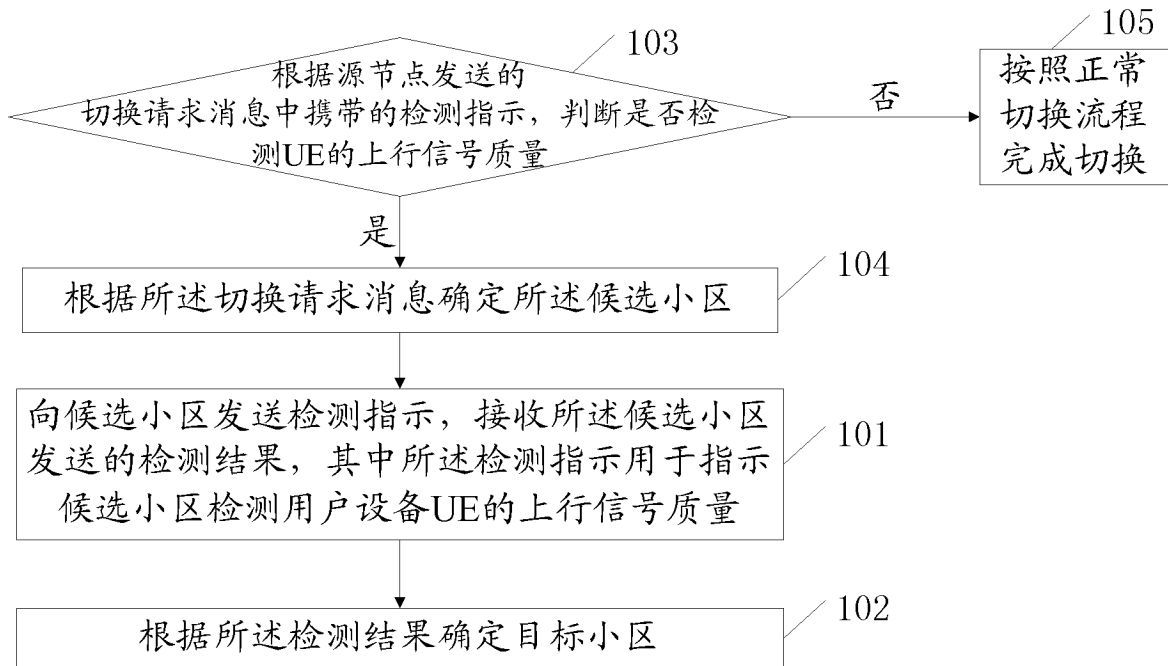 103
根据源节点发送的
切换请求消息中携带的检测指示，判断是否检
测UE的上行信号质量
否
105
按照正常
切换流程
完成切换
是
104
根据所述切换请求消息确定所述候选小区
101
向候选小区发送检测指示，接收所述候选小区
发送的检测结果，其中所述检测指示用于指示
候选小区检测用户设备UE的上行信号质量
102
根据所述检测结果确定目标小区